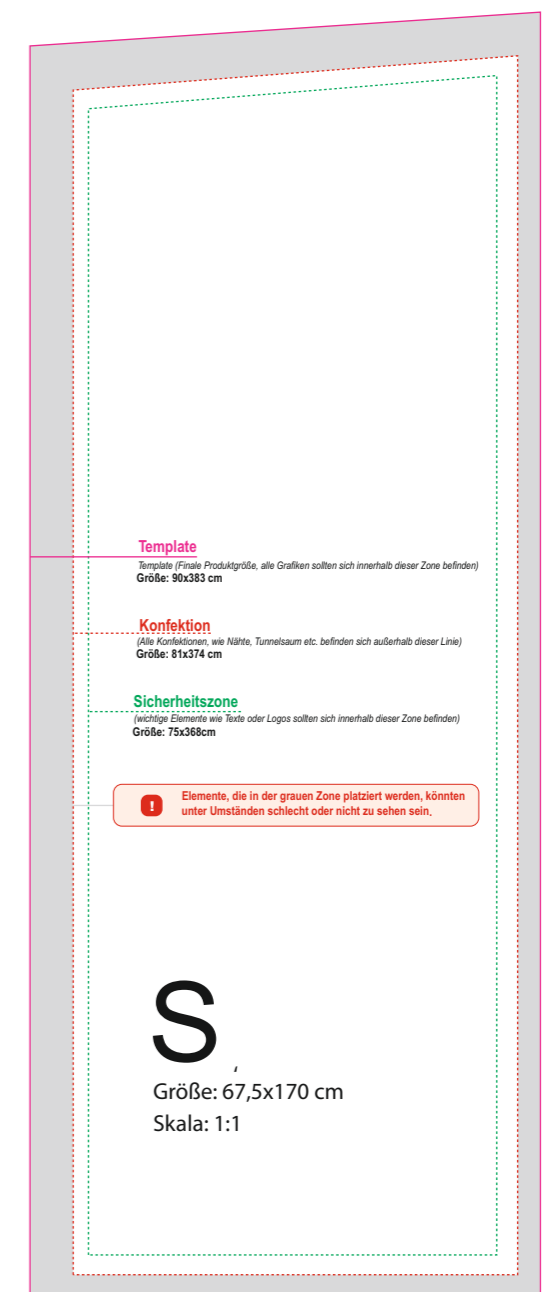 Template
Template (Finale Produktgröße, alle Grafiken sollten sich innerhalb dieser Zone befinden)
Größe: 90x383 cm
Konfektion
(Alle Konfektionen, wie Nähte, Tunnelsaum etc. befinden sich außerhalb dieser Linie)
Größe: 81x374 cm
Sicherheitszone
(wichtige Elemente wie Texte oder Logos sollten sich innerhalb dieser Zone befinden)
Größe: 75x368cm
!
Elemente, die in der grauen Zone platziert werden, könnten
unter Umständen schlecht oder nicht zu sehen sein.
S
,
Größe: 67,5x170 cm
Skala: 1:1